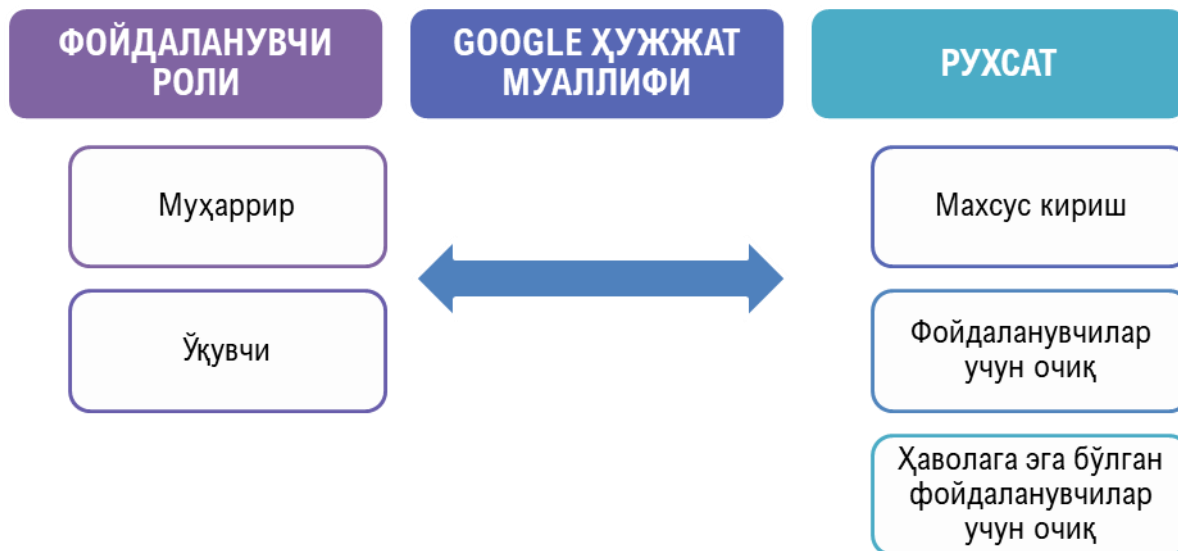 ФОЙДАЛАНУВЧИ
РОЛИ
GOOGLE ҲУЖЖАТ
МУАЛЛИФИ
РУХСАТ
Муҳаррир
Ўқувчи
Махсус кириш
Фойдаланувчилар
учун очиқ
Ҳаволага эга бўлган
фойдаланувчилар
учун очиқ